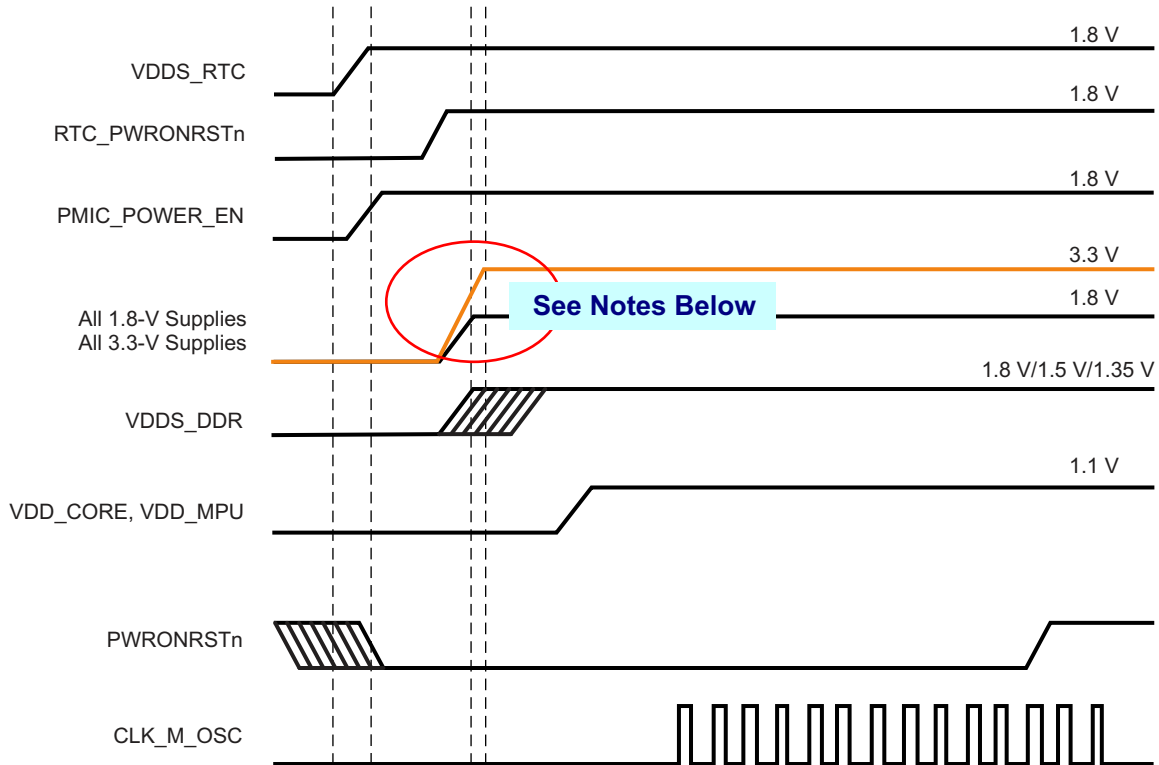 1.8 V
VDDS_RTC
1.8 V
RTC_PWRONRSTn
1.8 V
PMIC_POWER_EN
3.3 V
See Notes Below
1.8 V
All 1.8-V Supplies
All 3.3-V Supplies
1.8 V/1.5 V/1.35 V
VDDS_DDR
1.1 V
VDD_CORE, VDD_MPU
PWRONRSTn
CLK_M_OSC